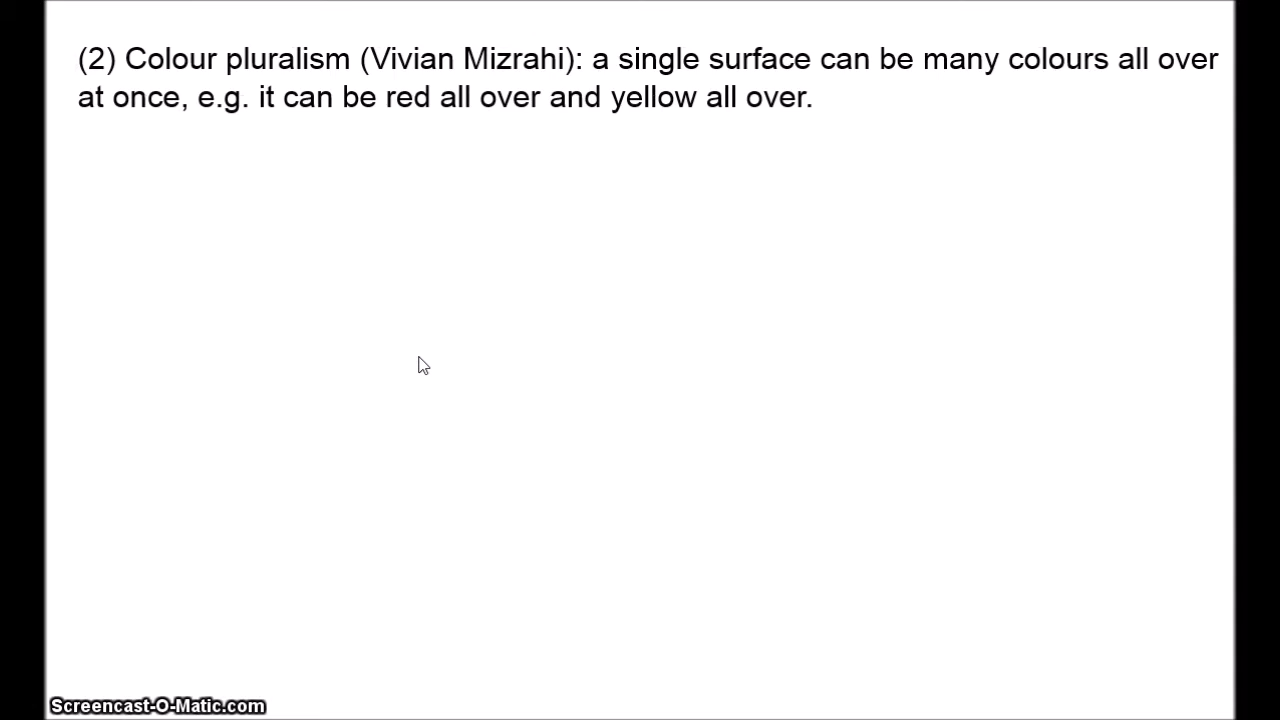 (2) Colour pluralism (Vivian Mizrahi): a single surface can be many colours all over
at once, e.g. it can be red all over and yellow all over.
Screencast-O-Matic.com